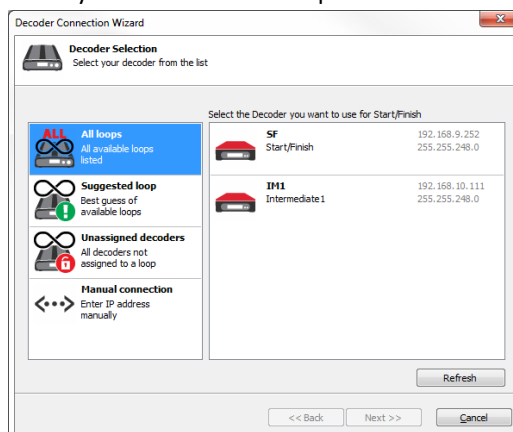 Decoder Connection Wizard
x
Decoder Selection
Select your decoder from the list
Select the Decoder you want to use for Start/Finish
ALL
All loops
All available loops
listed
Suggested loop
Best guess of
available loops
Unassigned decoders
All decoders not
assigned to a loop
Manual connection
Enter IP address
manually
SF 192.168.9.252
Start/Finish 255.255.248.0
IM1 192.168.10.111
Intermediate1 255.255.248.0
Refresh
<< Back Next >> Cancel